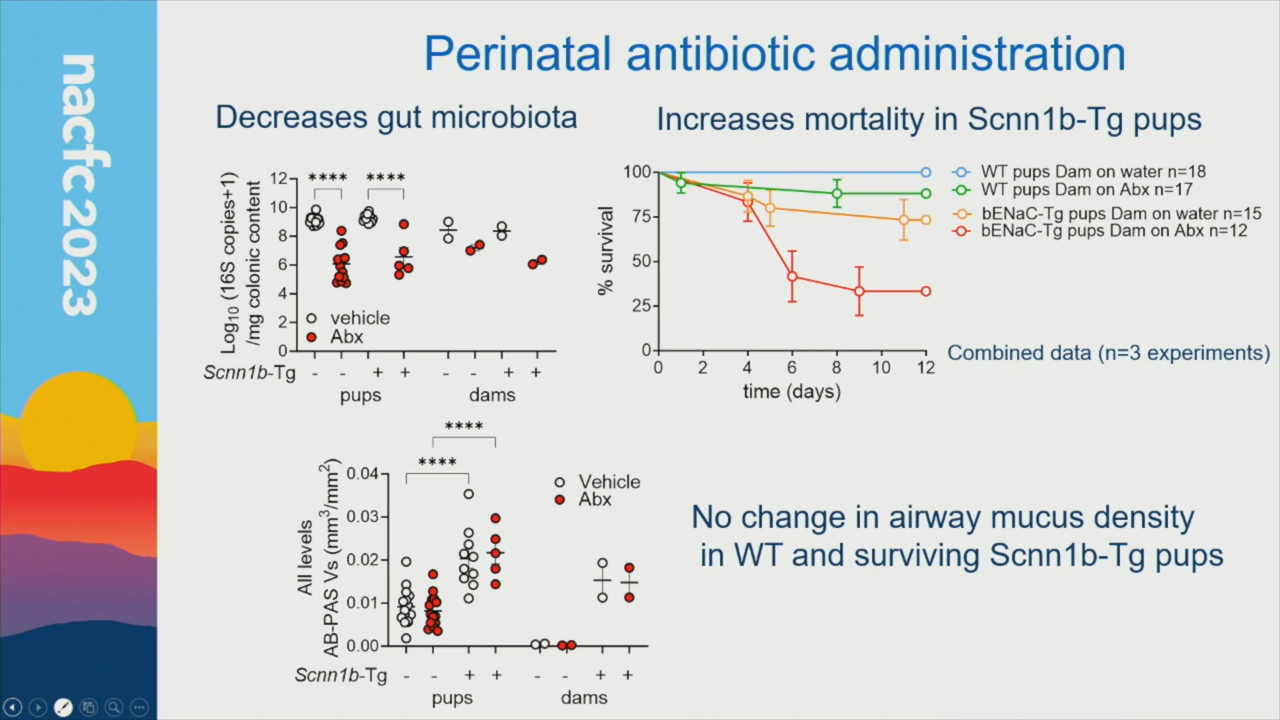 nacfc 2023
Perinatal antibiotic administration
Decreases gut microbiota
Increases mortality in Scnn1b-Tg pups
Log10 (16S copies+1)
/mg colonic content
12
10
8
6
4
2
0
**** ****
vehicle
Abx
Scnn1b-Tg - - + + - - + +
pups dams
% survival
100
75
50
25
0
0 2 4 6 8 10 12
time (days)
WT pups Dam on water n=18
WT pups Dam on Abx n=17
bENaC-Tg pups Dam on water n=15
bENaC-Tg pups Dam on Abx n=12
Combined data (n=3 experiments)
All levels
AB-PAS Vs (mm3/mm2)
0.04
0.03
0.02
0.01
0.00
****
****
Vehicle
Abx
Scnn1b-Tg - - + + - - + +
pups dams
No change in airway mucus density
in WT and surviving Scnn1b-Tg pups